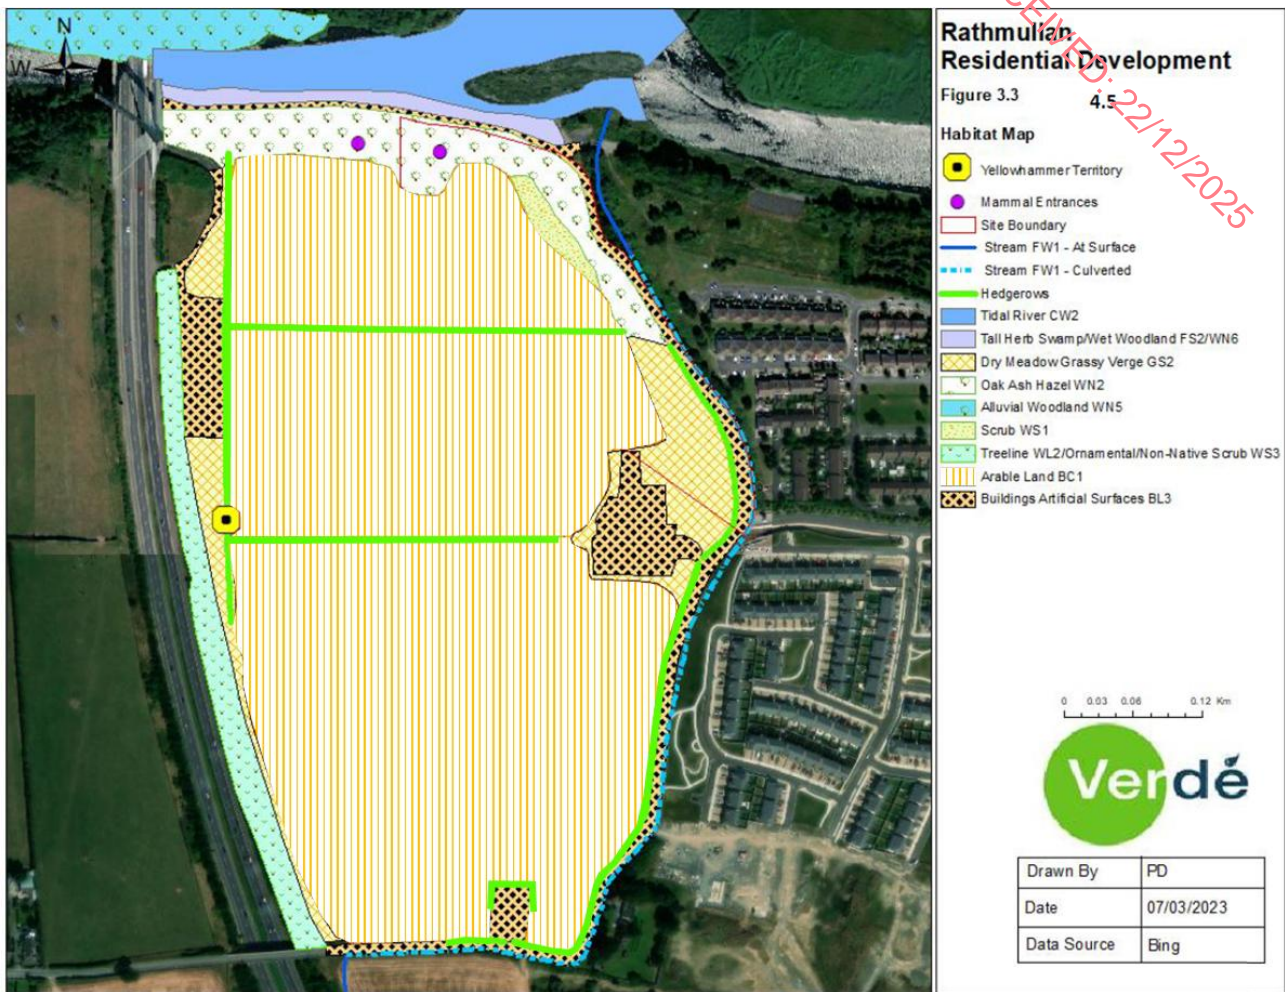 N
W
Rathmullan
Residential Development
Figure 3.3
4.5
RECEIVED: 22/12/2025
Habitat Map
Yellowhammer Territory
Mammal Entrances
Site Boundary
Stream FW1 - At Surface
Stream FW1 - Culverted
Hedgerows
Tidal River CW2
Tall Herb Swamp/Wet Woodland FS2/WN6
Dry Meadow Grassy Verge GS2
Oak Ash Hazel WN2
Alluvial Woodland WN5
Scrub WS1
Treeline WL2/Ornamental/Non-Native Scrub WS3
Arable Land BC1
Buildings Artificial Surfaces BL3
0 0.03 0.06 0.12 Km
Verdé
Drawn By PD
Date 07/03/2023
Data Source Bing